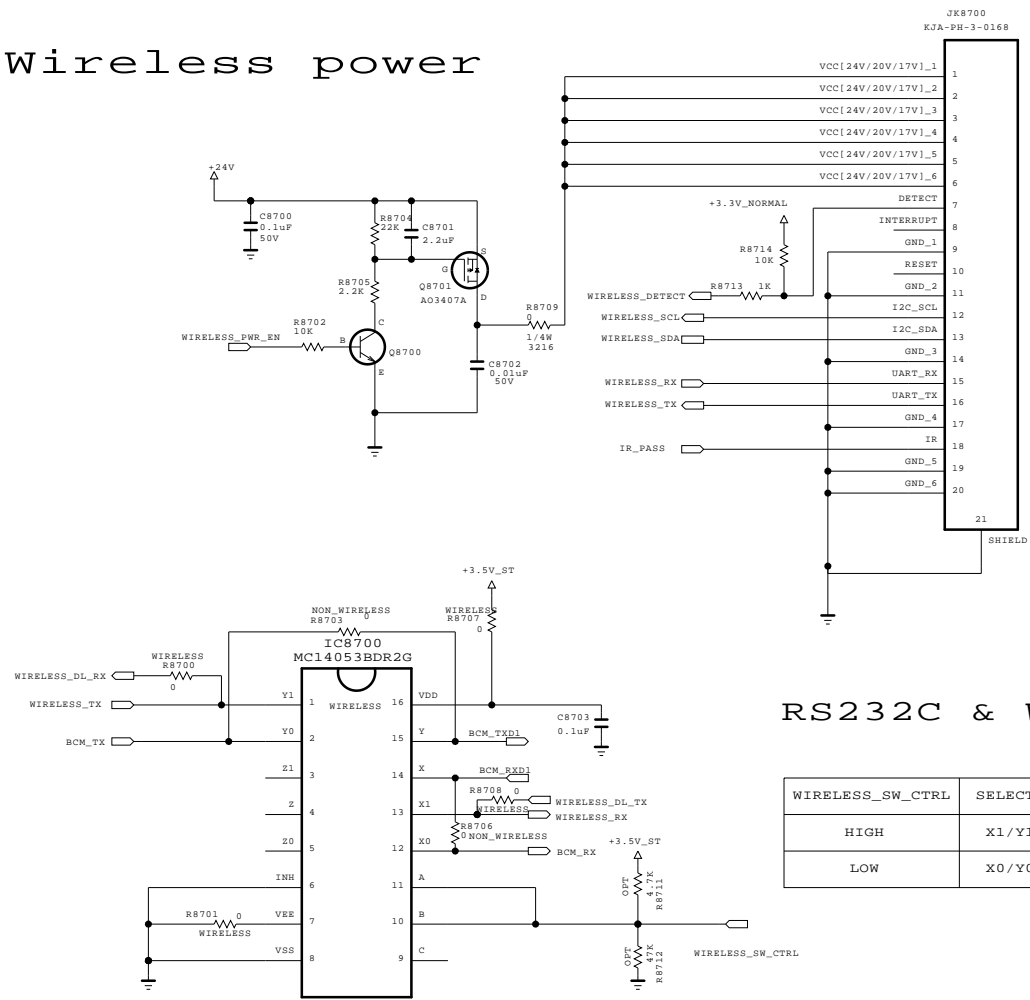 JK8700
KJA-PH-3-0168
Wireless power
VCC[24V/20V/17V]_1
1
VCC[24V/20V/17V]_2
2
VCC[24V/20V/17V]_3
3
VCC[24V/20V/17V]_4
4
VCC[24V/20V/17V]_5
5
VCC[24V/20V/17V]_6
6
DETECT
7
INTERRUPT
8
GND_1
9
RESET
10
GND_2
11
I2C_SCL
12
I2C_SDA
13
GND_3
14
UART_RX
15
UART_TX
16
GND_4
17
IR
18
GND_5
19
GND_6
20
21
SHIELD
+24V
C8700
0.1uF
50V
R8704
22K
C8701
2.2uF
R8705
2.2K
S
G
D
Q8701
AO3407A
WIRELESS_PWR_EN
R8702
10K
B
C
E
Q8700
C8702
0.01uF
50V
R8709
0
1/4W
3216
+3.3V_NORMAL
R8714
10K
R8713
1K
WIRELESS_DETECT
WIRELESS_SCL
WIRELESS_SDA
WIRELESS_RX
WIRELESS_TX
IR_PASS
+3.5V_ST
NON_WIRELESS
R8703
0
WIRELESS
R8707
0
IC8700
MC14053BDR2G
WIRELESS
WIRELESS
R8700
0
WIRELESS_DL_RX
WIRELESS_TX
BCM_TX
Y1
1
Y0
2
Z1
3
Z
4
Z0
5
INH
6
VEE
7
VSS
8
R8701
0
WIRELESS
16
VDD
15
Y
14
X
13
X1
12
X0
11
A
10
B
9
C
C8703
0.1uF
BCM_TXD1
BCM_RXD1
R8708
0
WIRELESS
WIRELESS_DL_TX
WIRELESS_RX
R8706
0
NON_WIRELESS
BCM_RX
+3.5V_ST
OPT
4.7K
R8711
OPT
47K
R8712
WIRELESS_SW_CTRL
RS232C &
WIRELESS_SW_CTRL
SELECT
HIGH
X1/Y1
LOW
X0/Y0